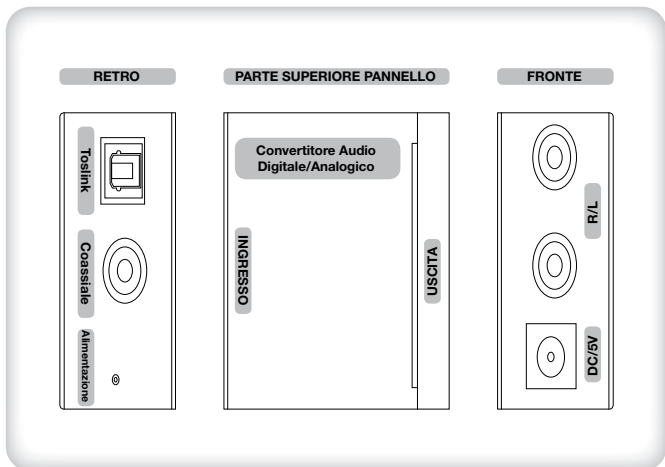 RETRO
PARTE SUPERIORE PANNELLO
FRONTE
Toslink
Coassiale
Alimentazione
Convertitore Audio
Digitale/Analogico
INGRESSO
USCITA
R/L
DC/5V